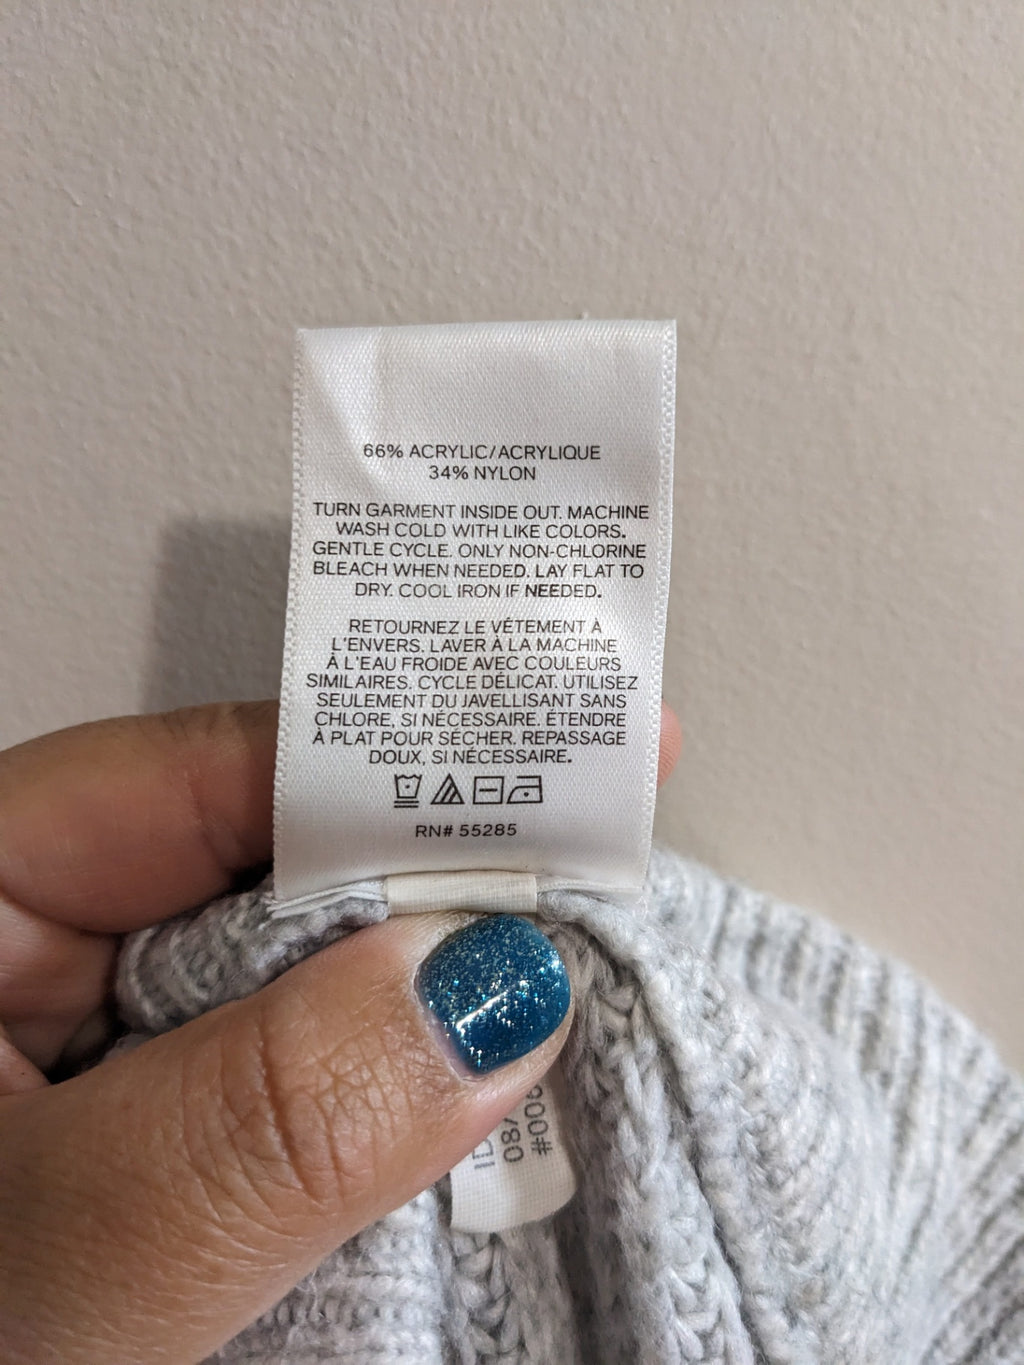 66% ACRYLIC/ACRYLIQUE
34% NYLON
TURN GARMENT INSIDE OUT. MACHINE
WASH COLD WITH LIKE COLORS.
GENTLE CYCLE. ONLY NON-CHLORINE
BLEACH WHEN NEEDED. LAY FLAT TO
DRY. COOL IRON IF NEEDED.
RETOURNEZ LE VÉTEMENT À
L'ENVERS. LAVER À LA MACHINE
À L'EAU FROIDE AVEC COULEURS
SIMILAIRES. CYCLE DÉLICAT. UTILISEZ
SEULEMENT DU JAVELLISANT SANS
CHLORE, SI NÉCESSAIRE. ÉTENDRE
À PLAT POUR SÉCHER. REPASSAGE
DOUX, SI NÉCESSAIRE.
RN# 55285